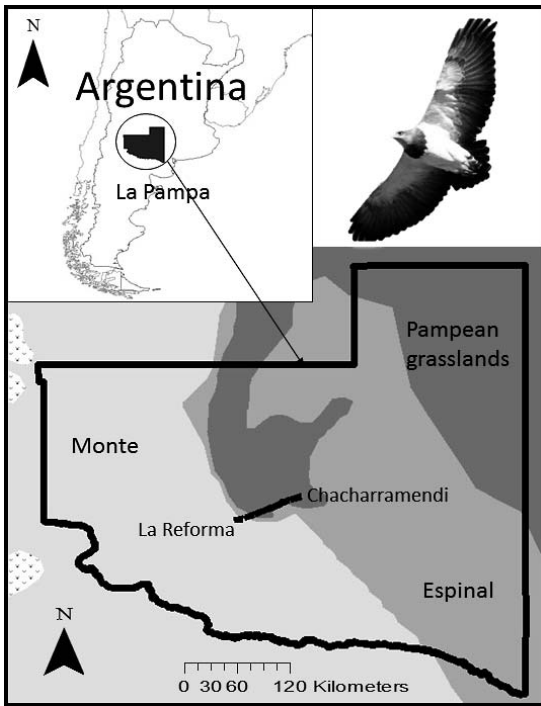 N
Argentina
La Pampa
Pampean
grasslands
Monte
Chacharramendi
La Reforma
Espinal
N
0 30 60 120 Kilometers